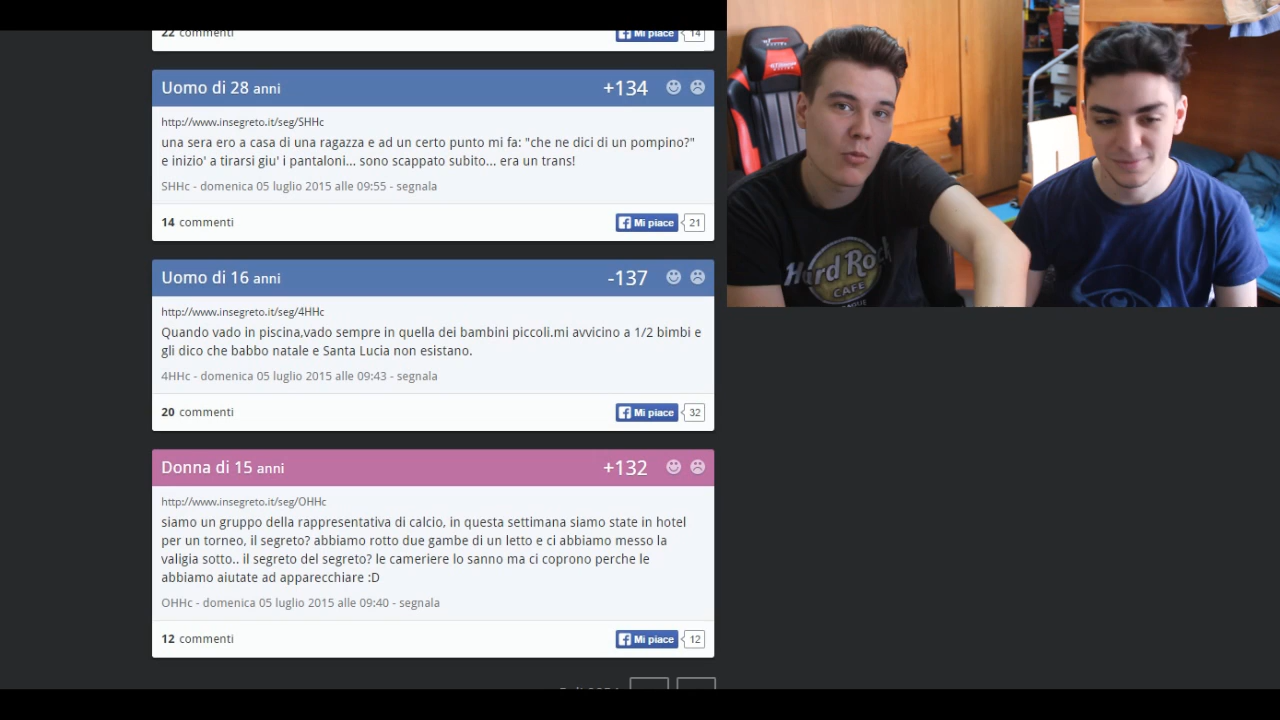 22 commenti
Mi piace 14
Uomo di 28 anni
+134
http://www.insegreto.it/seg/SHHc
una sera ero a casa di una ragazza e ad un certo punto mi fa: "che ne dici di un pompino?"
e inizio' a tirarsi giu' i pantaloni... sono scappato subito... era un trans!
SHHc - domenica 05 luglio 2015 alle 09:55 - segnala
14 commenti
Mi piace 21
Uomo di 16 anni
-137
http://www.insegreto.it/seg/4HHc
Quando vado in piscina,vado sempre in quella dei bambini piccoli.mi avvicino a 1/2 bimbi e
gli dico che babbo natale e Santa Lucia non esistano.
4HHc - domenica 05 luglio 2015 alle 09:43 - segnala
20 commenti
Mi piace 32
Donna di 15 anni
+132
http://www.insegreto.it/seg/OHHc
siamo un gruppo della rappresentativa di calcio, in questa settimana siamo state in hotel
per un torneo, il segreto? abbiamo rotto due gambe di un letto e ci abbiamo messo la
valigia sotto.. il segreto del segreto? le cameriere lo sanno ma ci coprono perche le
abbiamo aiutate ad apparecchiare :D
OHHc - domenica 05 luglio 2015 alle 09:40 - segnala
12 commenti
Mi piace 12
Hard Rock
CAFE